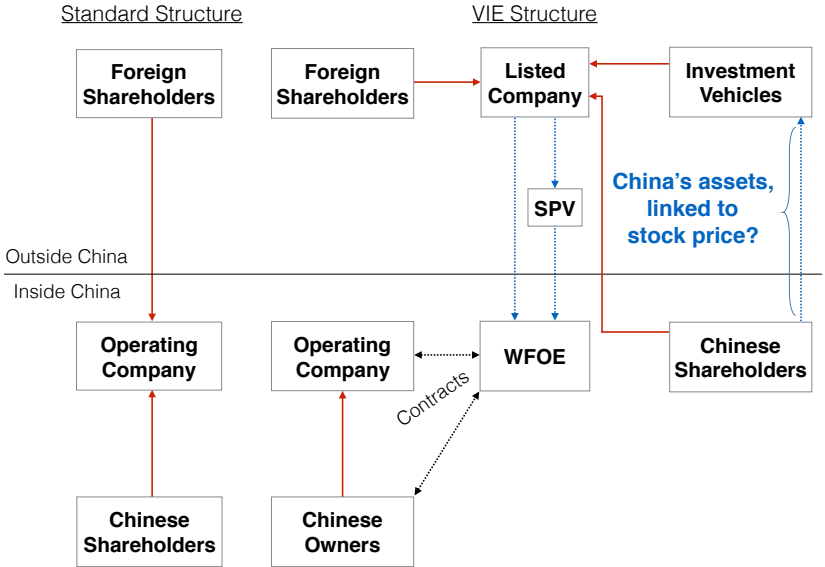 Standard Structure
VIE Structure
Foreign
Shareholders
Foreign
Shareholders
Listed
Company
Investment
Vehicles
China's assets,
linked to
stock price?
SPV
Outside China
Inside China
Operating
Company
Operating
Company
WFOE
Chinese
Shareholders
Contracts
Chinese
Shareholders
Chinese
Owners